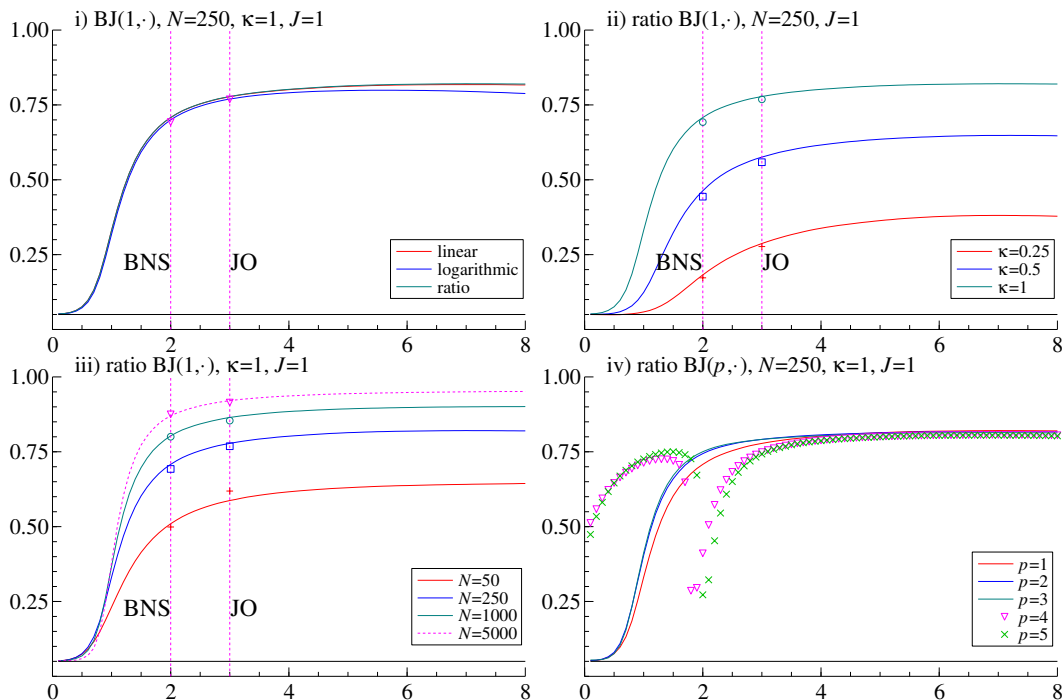 i) BJ(1,·), N=250, κ=1, J=1
1.00
0.75
0.50
0.25
BNS
JO
linear
logarithmic
ratio
0 2 4 6 8
ii) ratio BJ(1,·), N=250, J=1
1.00
0.75
0.50
0.25
BNS
JO
κ=0.25
κ=0.5
κ=1
0 2 4 6 8
iii) ratio BJ(1,·), κ=1, J=1
1.00
0.75
0.50
0.25
BNS
JO
N=50
N=250
N=1000
N=5000
0 2 4 6 8
iv) ratio BJ(p,·), N=250, κ=1, J=1
1.00
0.75
0.50
0.25
p=1
p=2
p=3
p=4
p=5
0 2 4 6 8